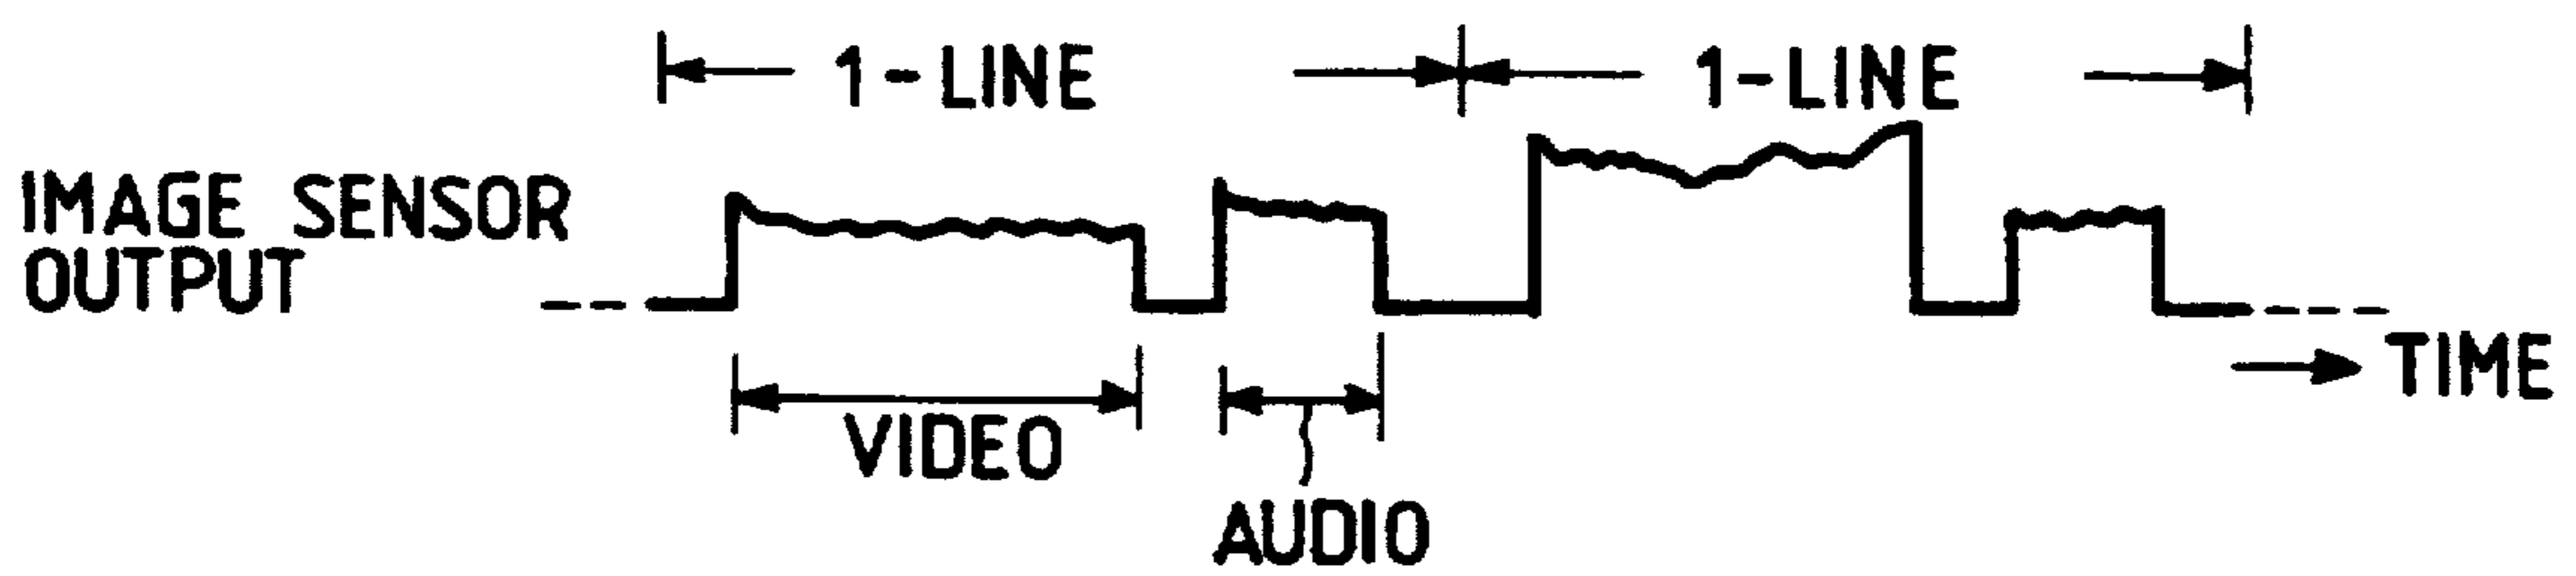 1-LINE
1-LINE
IMAGE SENSOR
OUTPUT
TIME
VIDEO
AUDIO